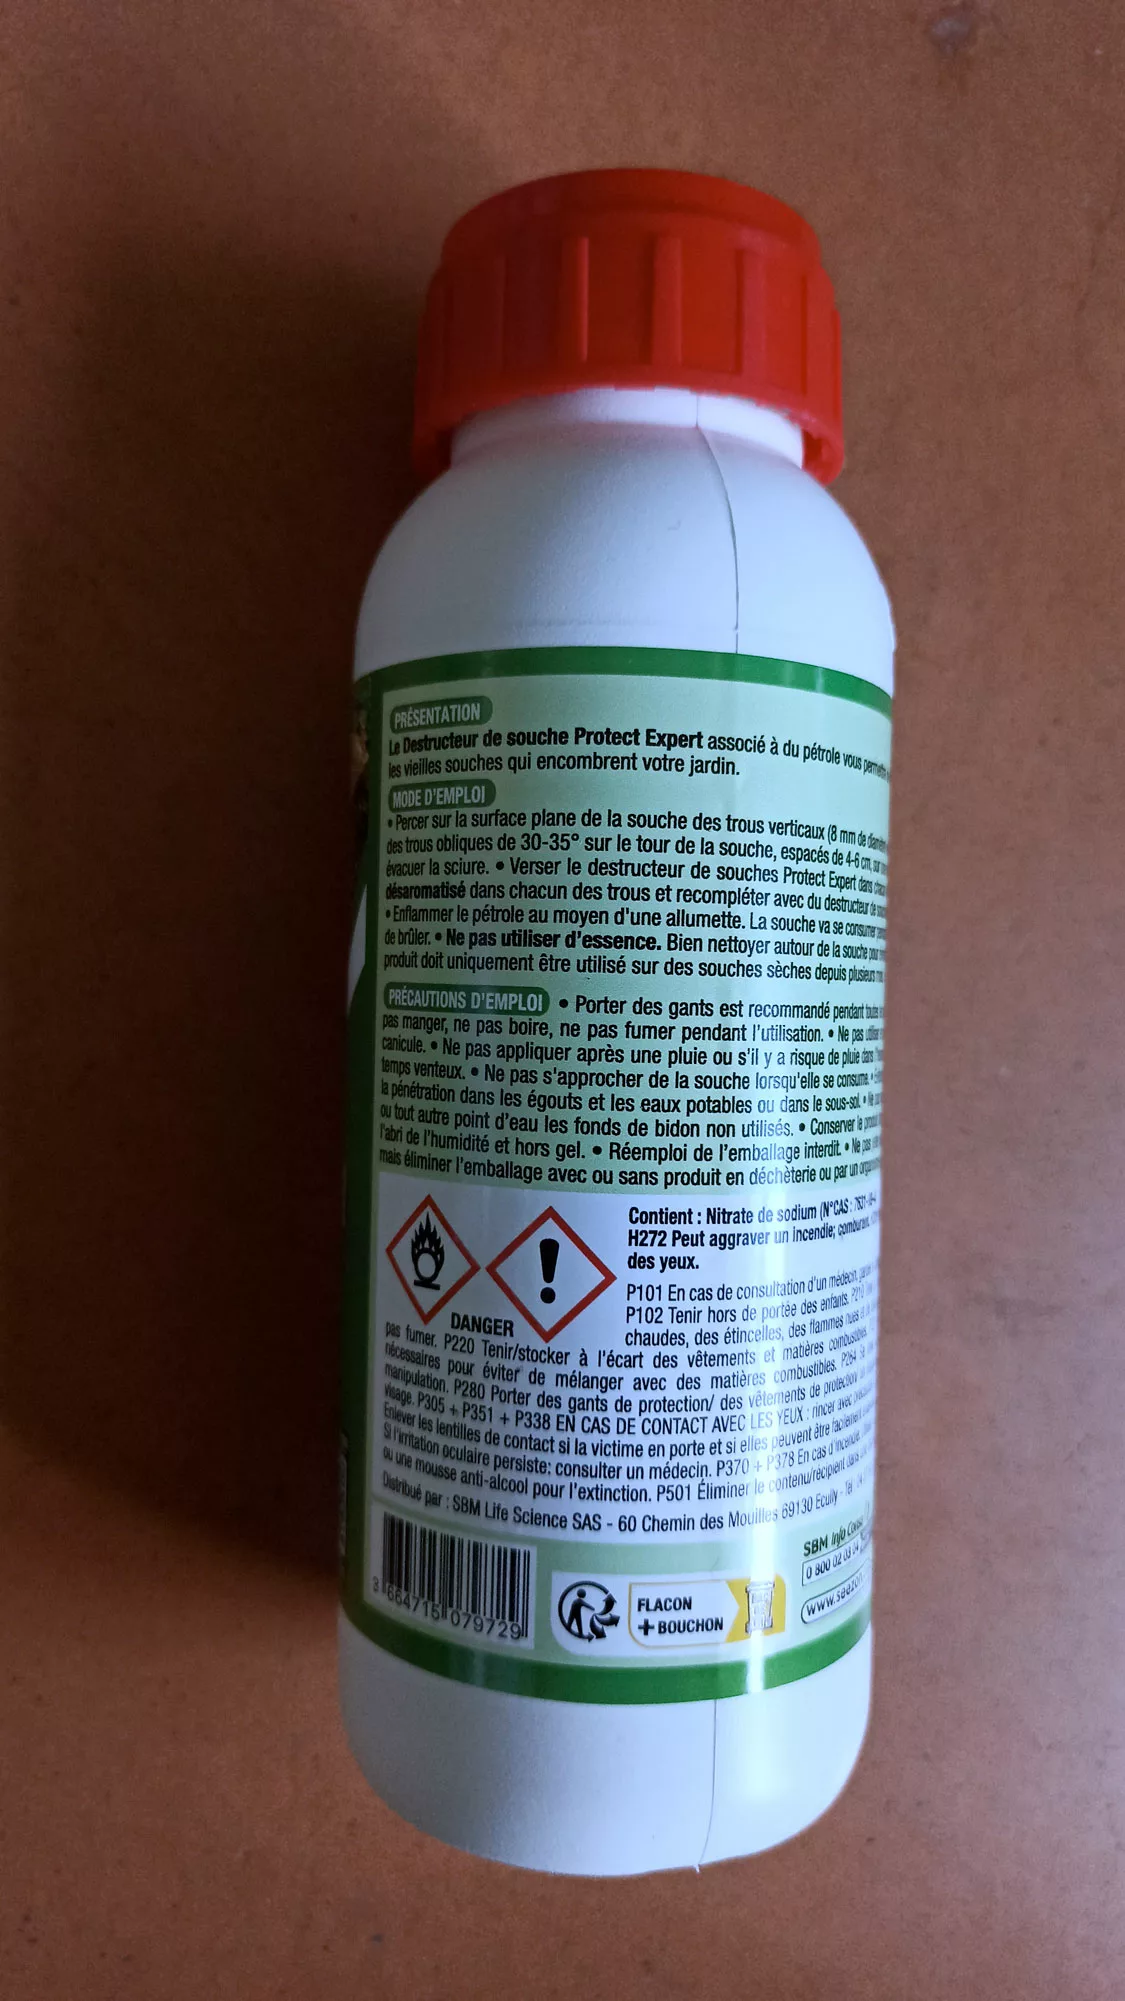 PRÉSENTATION
Le Destructeur de souche Protect Expert associé à du pétrole vous
les vieilles souches qui encombrent votre jardin.
MODE D'EMPLOI
• Percer sur la surface plane de la souche des trous verticaux (8 mm de
des trous obliques de 30-35° sur le tour de la souche, espacés de 4-6 cm, sur
évacuer la sciure. • Verser le destructeur de souches Protect Expert dans
désaromatisé dans chacun des trous et recompléter avec du destructeur de
• Enflammer le pétrole au moyen d'une allumette. La souche va se consumer
de brûler. • Ne pas utiliser d'essence. Bien nettoyer autour de la souche pour
produit doit uniquement être utilisé sur des souches sèches depuis plusieurs
PRÉCAUTIONS D'EMPLOI • Porter des gants est recommandé pendant
pas manger, ne pas boire, ne pas fumer pendant l'utilisation. • Ne pas utiliser
canicule. • Ne pas appliquer après une pluie ou s'il y a risque de pluie dans
temps venteux. • Ne pas s'approcher de la souche lorsqu'elle se consume. •
la pénétration dans les égouts et les eaux potables ou dans le sous-sol. •
ou tout autre point d'eau les fonds de bidon non utilisés. • Conserver le produit
l'abri de l'humidité et hors gel. • Réemploi de l'emballage interdit. • Ne pas
mais éliminer l'emballage avec ou sans produit en déchèterie ou par un
Contient : Nitrate de sodium (N°CAS :
H272 Peut aggraver un incendie; comburant.
des yeux.
P101 En cas de consultation d'un médecin,
P102 Tenir hors de portée des enfants. P210
chaudes, des étincelles, des flammes nues
DANGER
pas fumer. P220 Tenir/stocker à l'écart des vêtements et matières combustibles.
nécessaires pour éviter de mélanger avec des matières combustibles. P264
manipulation. P280 Porter des gants de protection/ des vêtements de protection
visage. P305 + P351 + P338 EN CAS DE CONTACT AVEC LES YEUX : rincer avec
Enlever les lentilles de contact si la victime en porte et si elles peuvent être facilement
Si l'irritation oculaire persiste: consulter un médecin. P370 + P378 En cas d'incendie,
ou une mousse anti-alcool pour l'extinction. P501 Éliminer le contenu/récipient dans
Distribué par : SBM Life Science SAS - 60 Chemin des Mouilles 69130 Ecully - Tél
SBM Info
0 800 02 03
www.
3 664715 079729
FLACON
+ BOUCHON